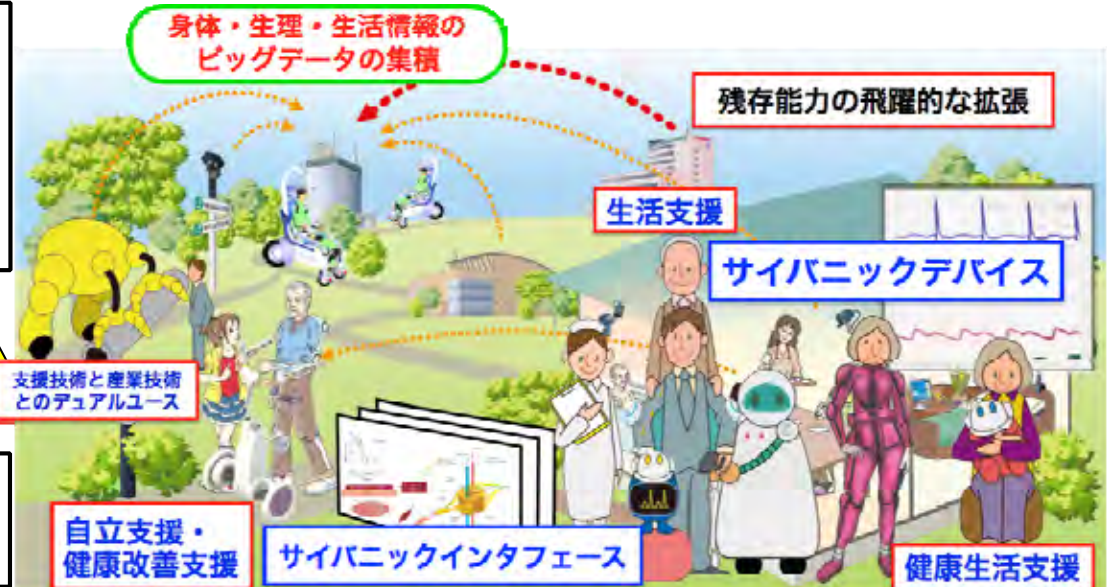 身体・生理・生活情報の
ビッグデータの集積
残存能力の飛躍的な拡張
生活支援
サイバニックデバイス
支援技術と産業技術
とのデュアルユース
自立支援・
健康改善支援
サイバニックインタフェース
健康生活支援